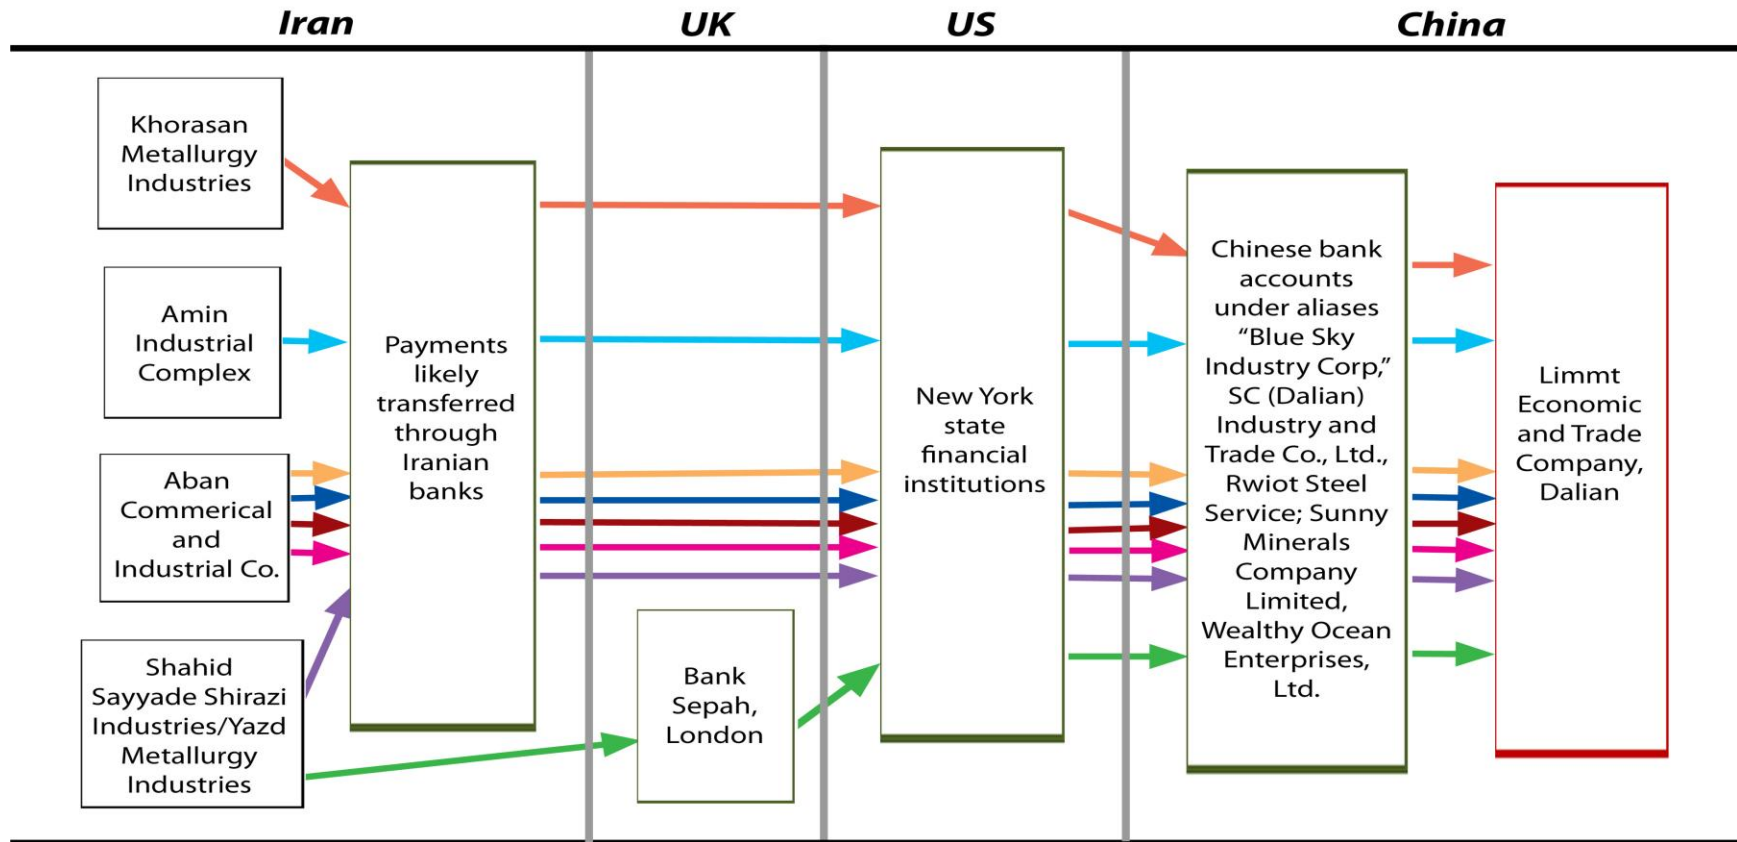 Iran
UK
US
China
Khorasan
Metallurgy
Industries
Amin
Industrial
Complex
Aban
Commerical
and
Industrial Co.
Shahid
Sayyade Shirazi
Industries/Yazd
Metallurgy
Industries
Payments
likely
transferred
through
Iranian
banks
Bank
Sepah,
London
New York
state
financial
institutions
Chinese bank
accounts
under aliases
“Blue Sky
Industry Corp,”
SC (Dalian)
Industry and
Trade Co., Ltd.,
Rwiot Steel
Service; Sunny
Minerals
Company
Limited,
Wealthy Ocean
Enterprises,
Ltd.
Limmt
Economic
and Trade
Company,
Dalian